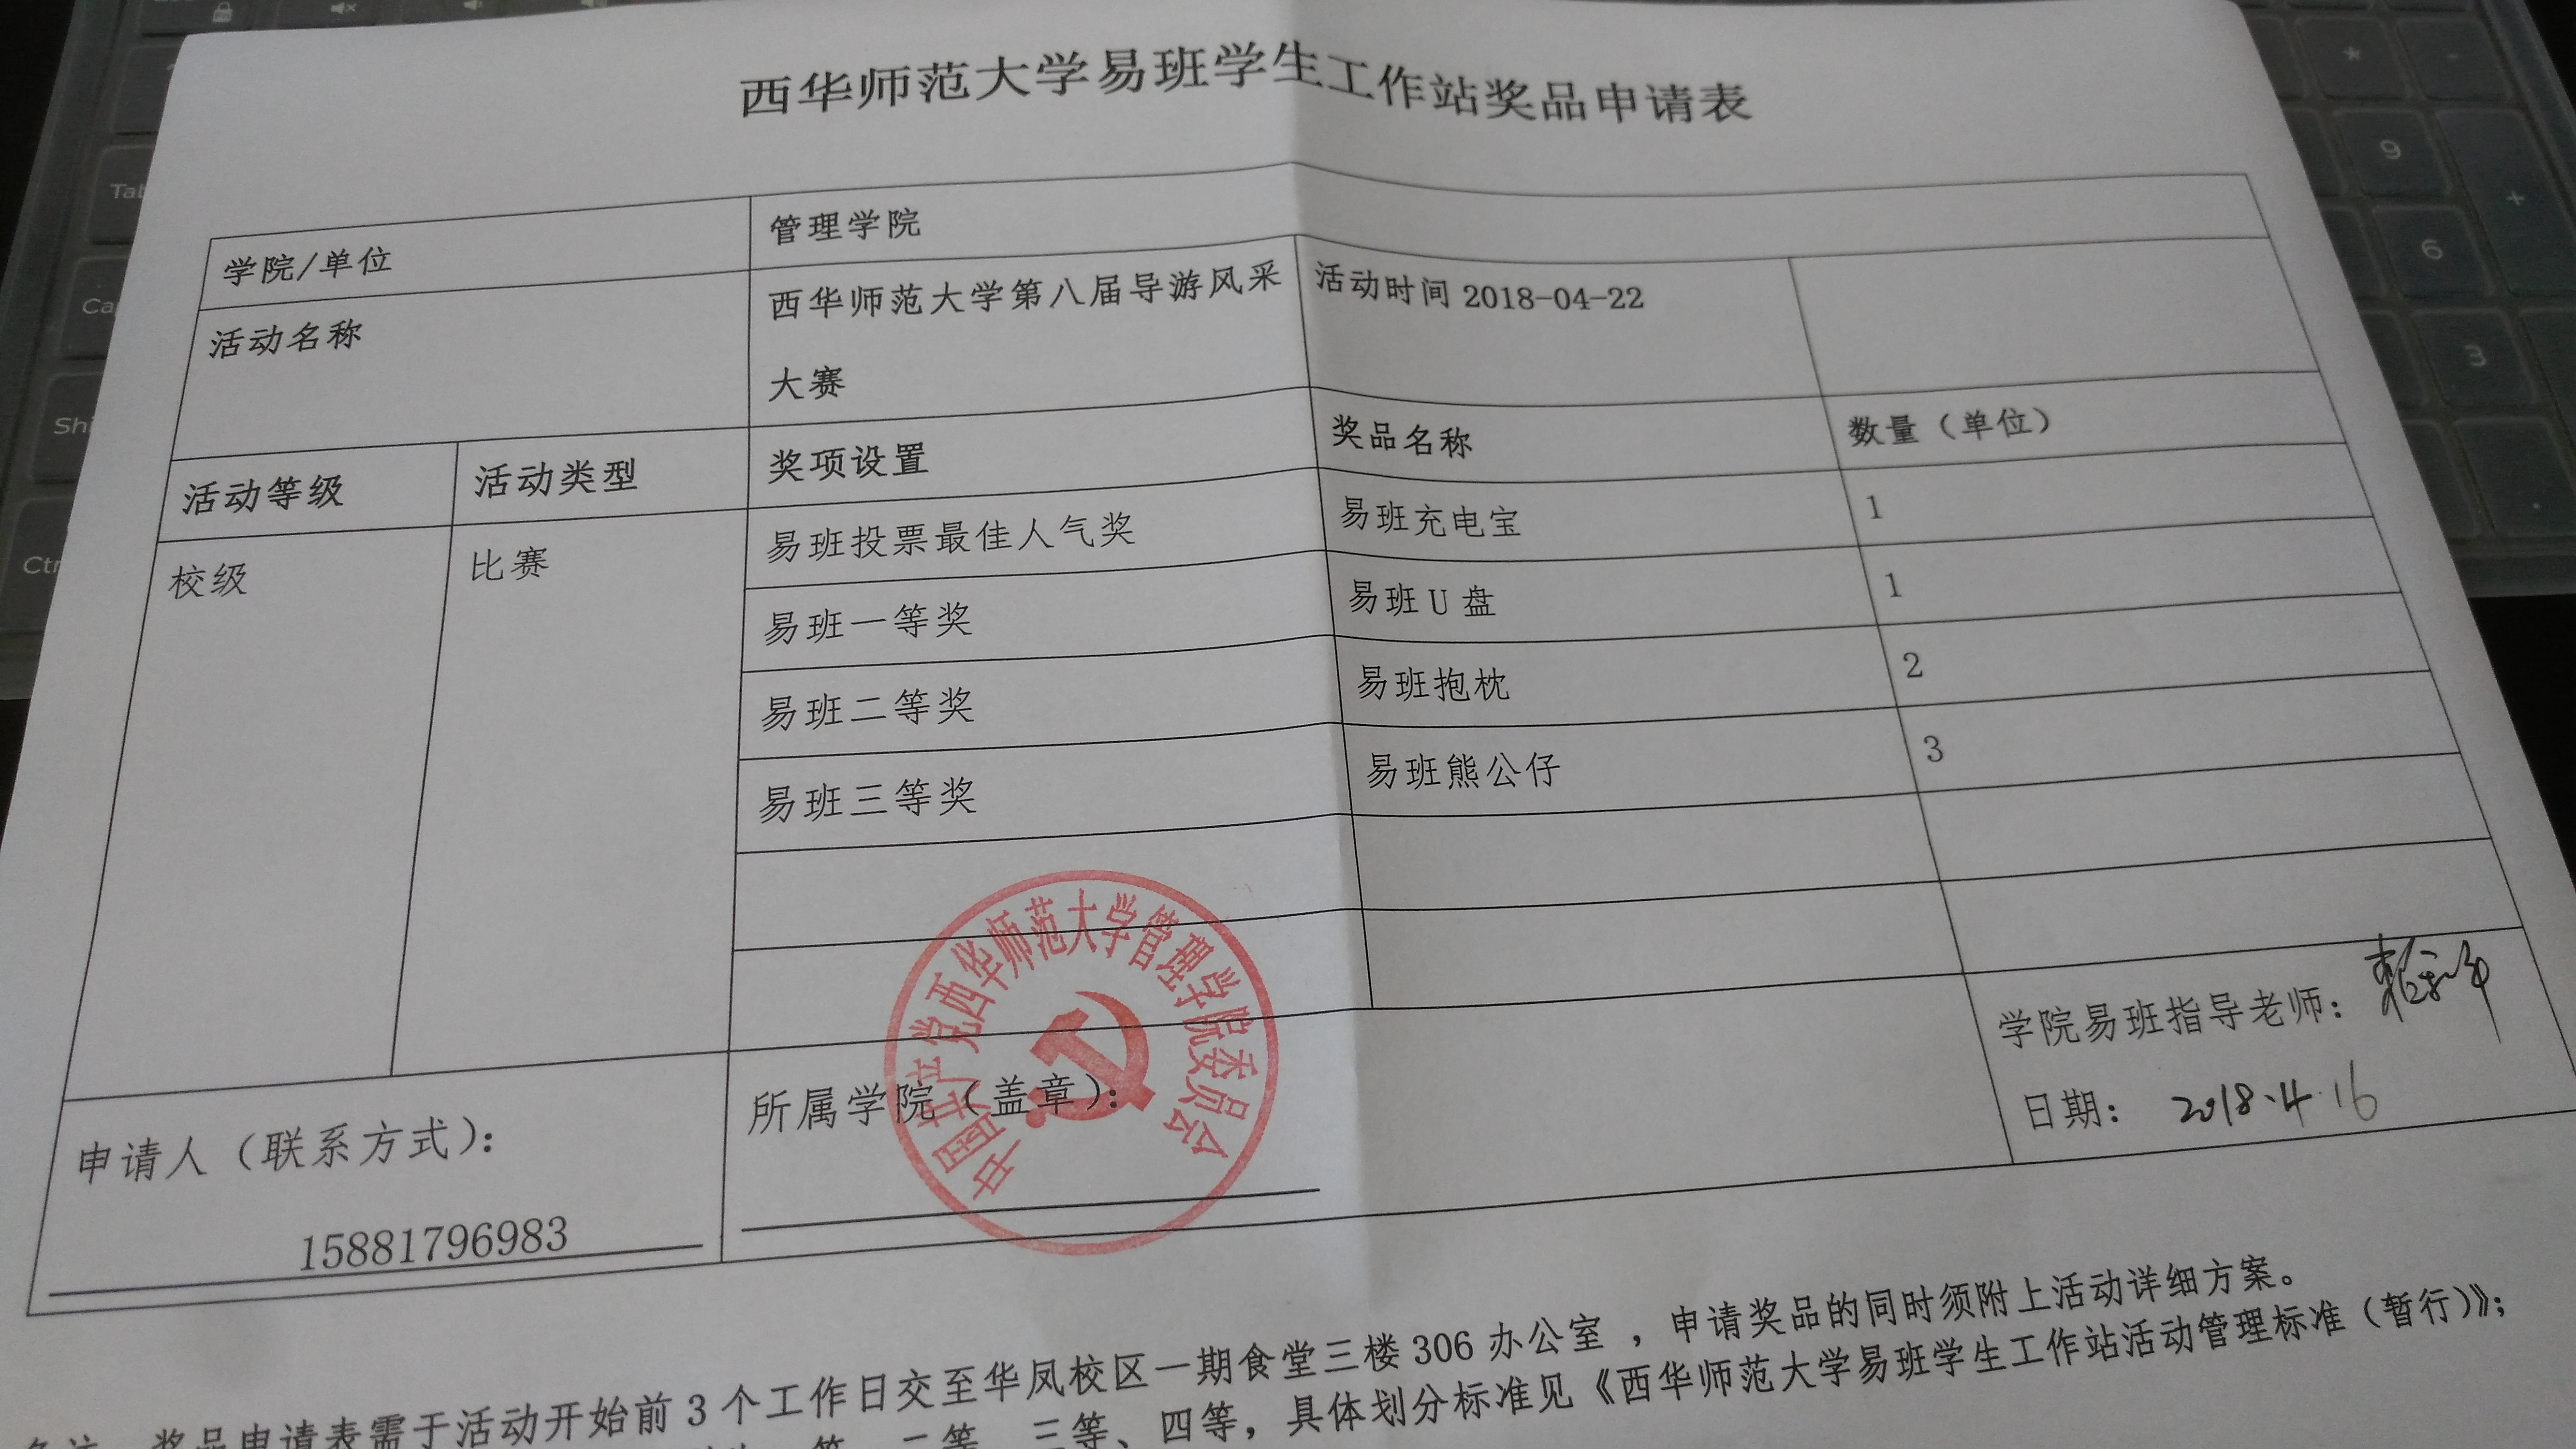 西华师范大学易班学生工作站奖品申请表
学院/单位 管理学院
活动名称 西华师范大学第八届导游风采 活动时间 2018-04-22
大赛
活动等级 活动类型 奖项设置 奖品名称 数量（单位）
校级 比赛 易班投票最佳人气奖 易班充电宝 1
易班一等奖 易班 U 盘 1
易班二等奖 易班抱枕 2
易班三等奖 易班熊公仔 3
中国共产党西华师范大学管理学院委员会
申请人（联系方式）：
15881796983
所属学院（盖章）：
学院易班指导老师：
日期： 2018.4.16
奖品申请表需于活动开始前 3 个工作日交至华凤校区一期食堂三楼 306 办公室 ，申请奖品的同时须附上活动详细方案。
二等、三等、四等，具体划分标准见《西华师范大学易班学生工作站活动管理标准（暂行）》；
Tab
Ctr
9
6
3
*
-
+
.